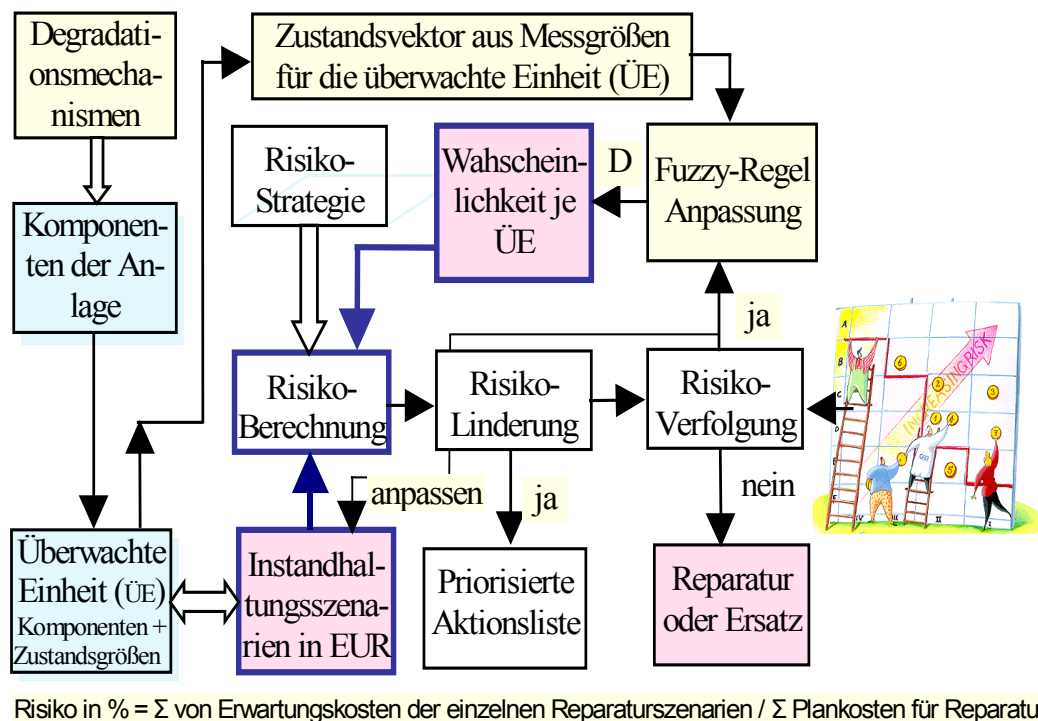 Degradati-
onsmecha-
nismen
Zustandsvektor aus Messgrößen
für die überwachte Einheit (ÜE)
Risiko-
Strategie
Wahschein-
lichkeit je
ÜE
D
Fuzzy-Regel
Anpassung
Komponen-
ten der An-
lage
ja
Risiko-
Berechnung
Risiko-
Linderung
Risiko-
Verfolgung
INCREASING RISK
anpassen
ja
nein
Überwachte
Einheit (ÜE)
Komponenten +
Zustandsgrößen
Instandhal-
tungsszena-
rien in EUR
Priorisierte
Aktionsliste
Reparatur
oder Ersatz
Risiko in % = Σ von Erwartungskosten der einzelnen Reparaturszenarien / Σ Plankosten für Reparatu